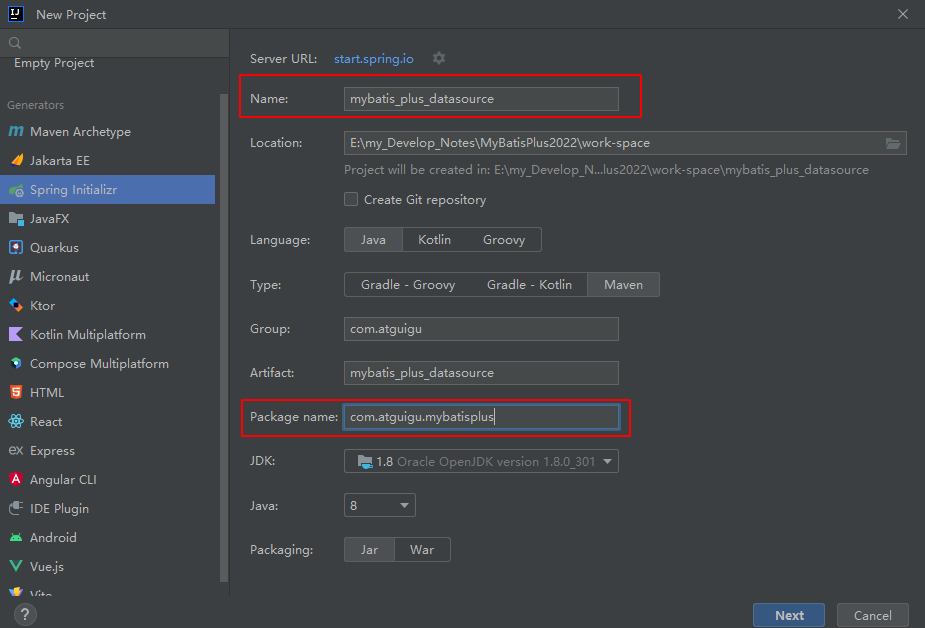 New Project
Empty Project
Generators
Maven Archetype
Jakarta EE
Spring Initializr
JavaFX
Quarkus
Micronaut
Ktor
Kotlin Multiplatform
Compose Multiplatform
HTML
React
Express
Angular CLI
IDE Plugin
Android
Vue.js
Vite
Server URL: start.spring.io
Name: mybatis_plus_datasource
Location: E:\my_Develop_Notes\MyBatisPlus2022\work-space
Project will be created in: E:\my_Develop_N...lus2022\work-space\mybatis_plus_datasource
Create Git repository
Language: Java Kotlin Groovy
Type: Gradle - Groovy Gradle - Kotlin Maven
Group: com.atguigu
Artifact: mybatis_plus_datasource
Package name: com.atguigu.mybatisplus
JDK: 1.8 Oracle OpenJDK version 1.8.0_301
Java: 8
Packaging: Jar War
? Next Cancel